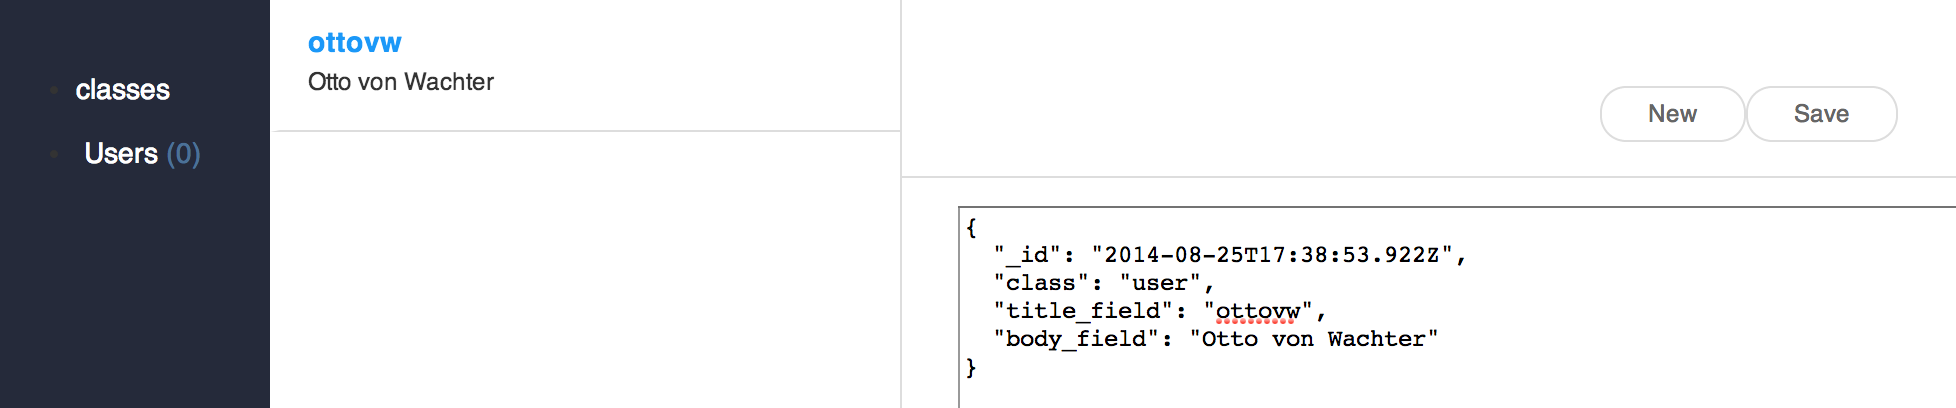 classes
Users (0)
ottovw
Otto von Wachter
New
Save
{
"_id": "2014-08-25T17:38:53.922Z",
"class": "user",
"title_field": "ottovw",
"body_field": "Otto von Wachter"
}